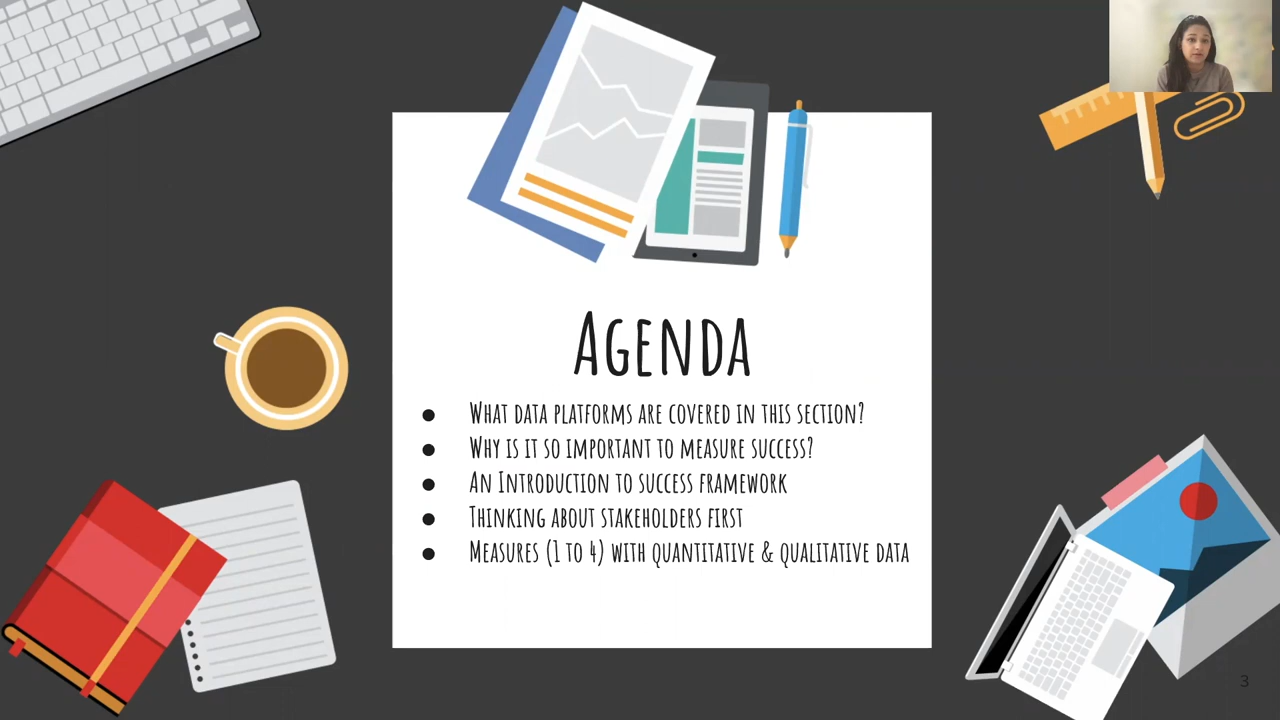 Agenda
● What data platforms are covered in this section?
● Why is it so important to measure success?
● An Introduction to success framework
● Thinking about stakeholders first
● Measures (1 to 4) with quantitative & qualitative data
3